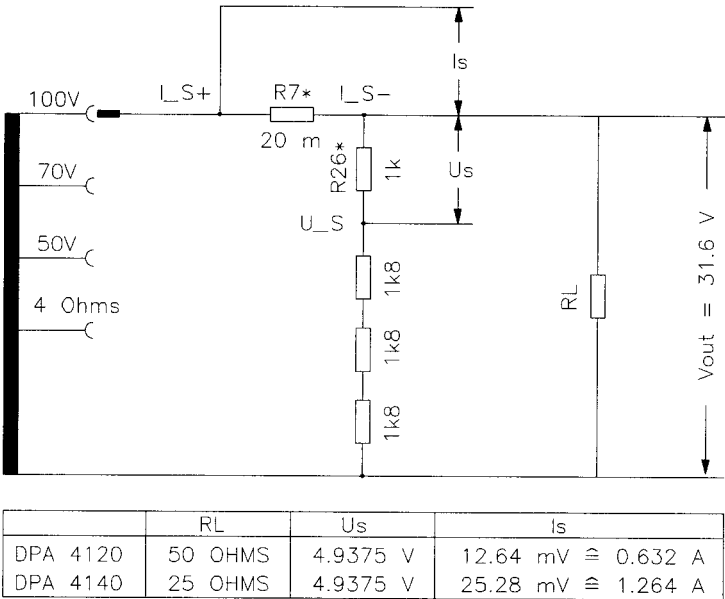 Is
100V
I_S+
R7*
I_S-
20 m
R26*
1k
Us
70V
U_S
50V
1k8
4 Ohms
RL
Vout = 31.6 V
1k8
1k8
RL Us Is
DPA 4120 50 OHMS 4.9375 V 12.64 mV ≙ 0.632 A
DPA 4140 25 OHMS 4.9375 V 25.28 mV ≙ 1.264 A